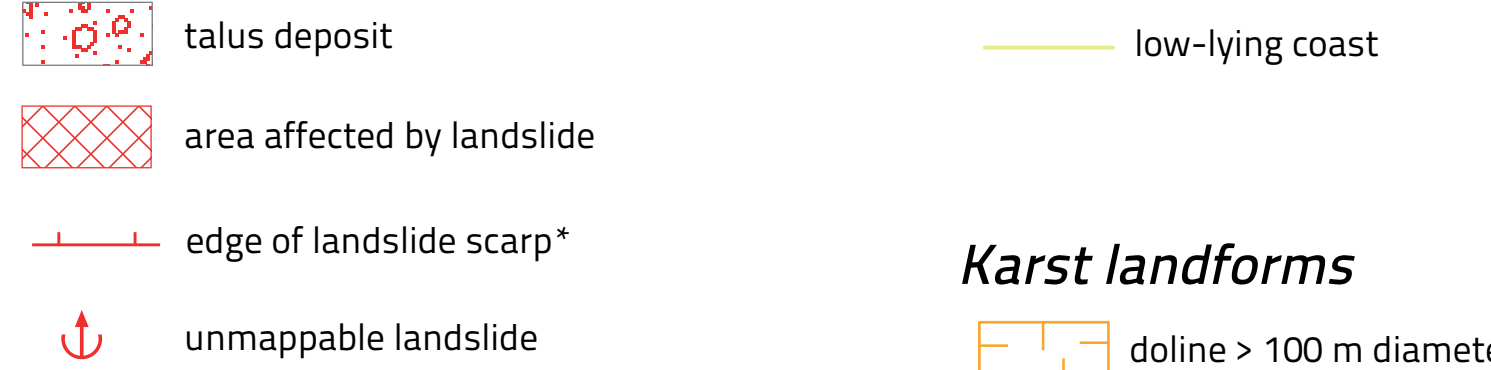 talus deposit
area affected by landslide
edge of landslide scarp*
unmappable landslide
low-lying coast
Karst landforms
doline > 100 m